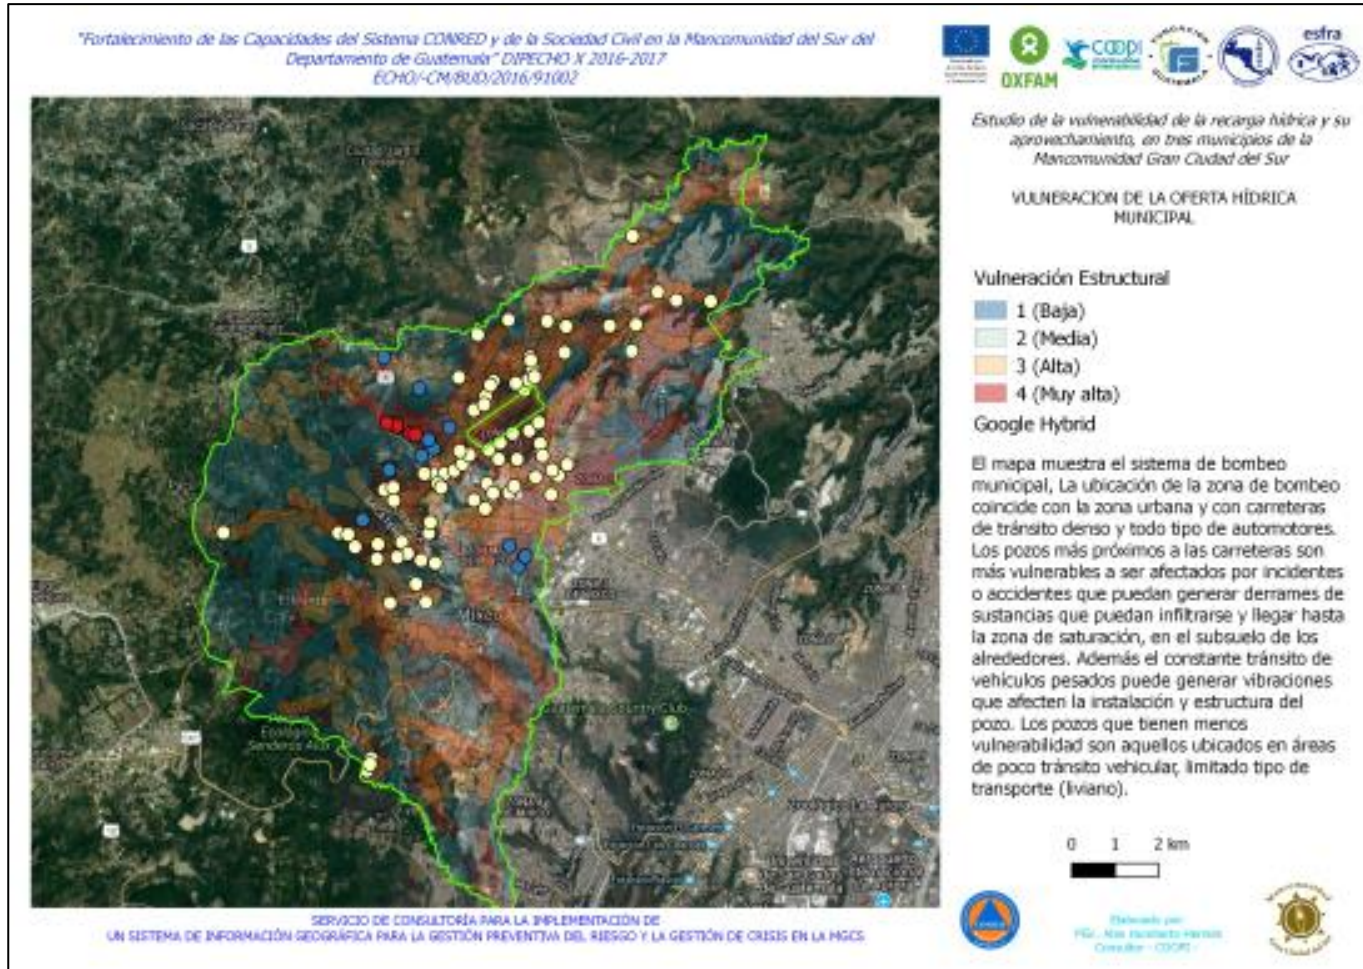 "Fortalecimiento de las Capacidades del Sistema CONRED y de la Sociedad Civil en la Mancomunidad del Sur del
Departamento de Guatemala" DIPECHO X 2016-2017
ECHO/-CM/BUD/2016/91002
OXFAM
COOPI
esfra
Estudio de la vulnerabilidad de la recarga hídrica y su
aprovechamiento, en tres municipios de la
Mancomunidad Gran Ciudad del Sur
VULNERACION DE LA OFERTA HÍDRICA
MUNICIPAL
Vulneración Estructural
1 (Baja)
2 (Media)
3 (Alta)
4 (Muy alta)
Google Hybrid
El mapa muestra el sistema de bombeo
municipal, La ubicación de la zona de bombeo
coincide con la zona urbana y con carreteras
de tránsito denso y todo tipo de automotores.
Los pozos más próximos a las carreteras son
más vulnerables a ser afectados por incidentes
o accidentes que puedan generar derrames de
sustancias que puedan infiltrarse y llegar hasta
la zona de saturación, en el subsuelo de los
alrededores. Además el constante tránsito de
vehículos pesados puede generar vibraciones
que afecten la instalación y estructura del
pozo. Los pozos que tienen menos
vulnerabilidad son aquellos ubicados en áreas
de poco tránsito vehicular, limitado tipo de
transporte (liviano).
0 1 2 km
Mixco
Country Club
Ecológico
Senderos
Elaborado por:
Consultor - COOPI -
SERVICIO DE CONSULTORÍA PARA LA IMPLEMENTACIÓN DE
UN SISTEMA DE INFORMACIÓN GEOGRÁFICA PARA LA GESTIÓN PREVENTIVA DEL RIESGO Y LA GESTIÓN DE CRISIS EN LA MGCS